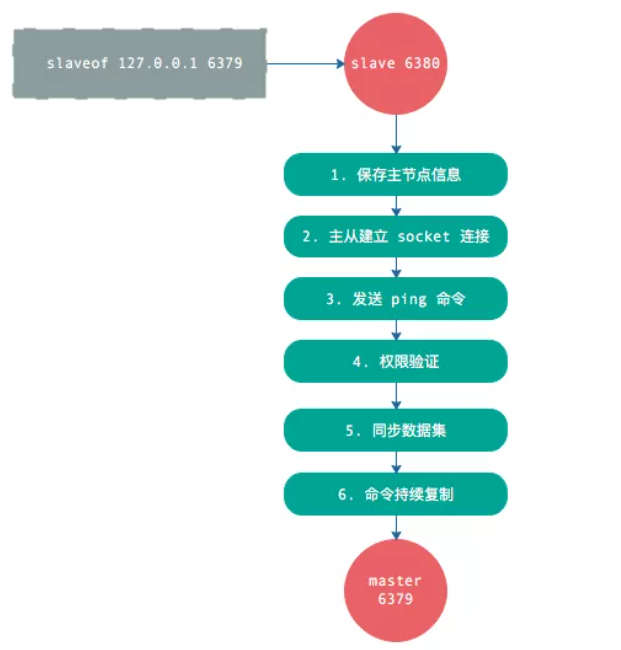 slaveof 127.0.0.1 6379
slave 6380
1. 保存主节点信息
2. 主从建立 socket 连接
3. 发送 ping 命令
4. 权限验证
5. 同步数据集
6. 命令持续复制
master
6379